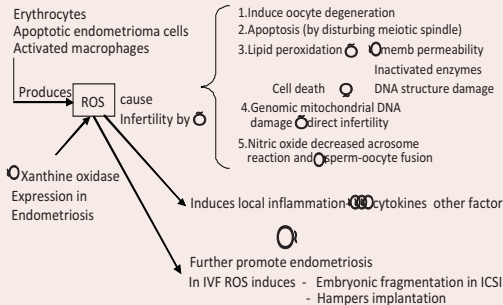 Erythrocytes
Apoptotic endometrioma cells
Activated macrophages
Produces
ROS
cause
Infertility by
1.Induce oocyte degeneration
2.Apoptosis (by disturbing meiotic spindle)
3.Lipid peroxidation memb permeability
Inactivated enzymes
Cell death DNA structure damage
4.Genomic mitochondrial DNA
damage direct infertility
5.Nitric oxide decreased acrosome
reaction and sperm-oocyte fusion
Xanthine oxidase
Expression in
Endometriosis
Induces local inflammation cytokines other factor
Further promote endometriosis
In IVF ROS induces - Embryonic fragmentation in ICSI
- Hampers implantation